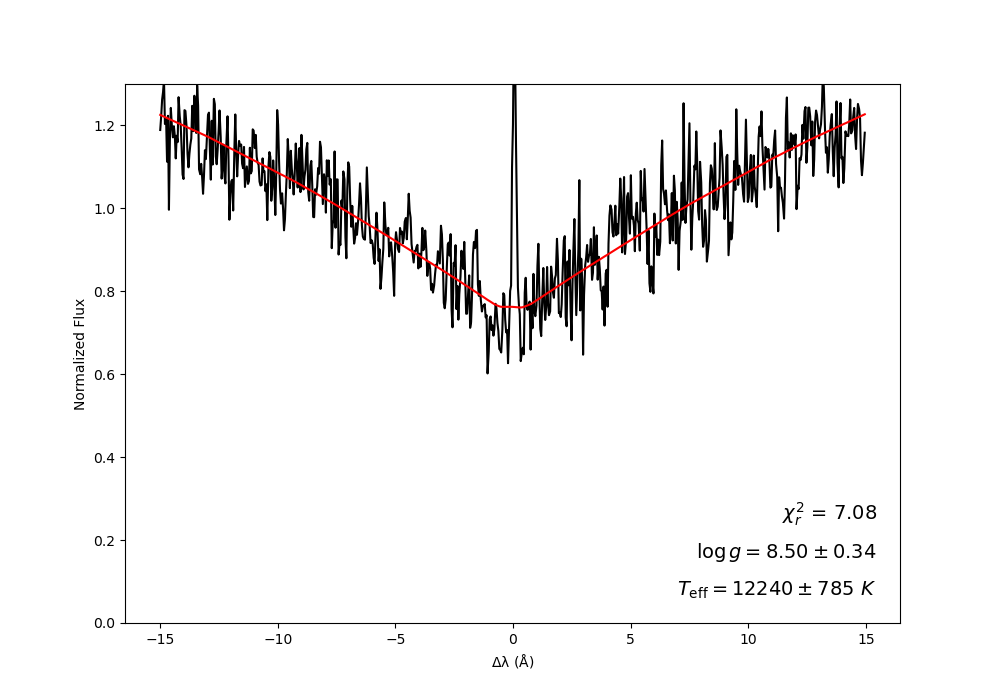 1.2
1.0
0.8
0.6
0.4
0.2
0.0
Normalized Flux
χ²ᵣ = 7.08
log g = 8.50 ± 0.34
T_eff = 12240 ± 785 K
−15 −10 −5 0 5 10 15
Δλ (Å)